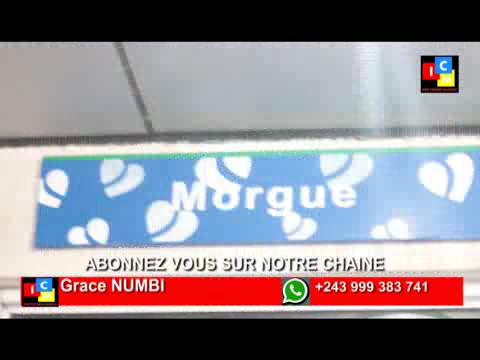 I
C
M
Morgue
ABONNEZ VOUS SUR NOTRE CHAINE
I
C
M
Grace NUMBI
+243 999 383 741